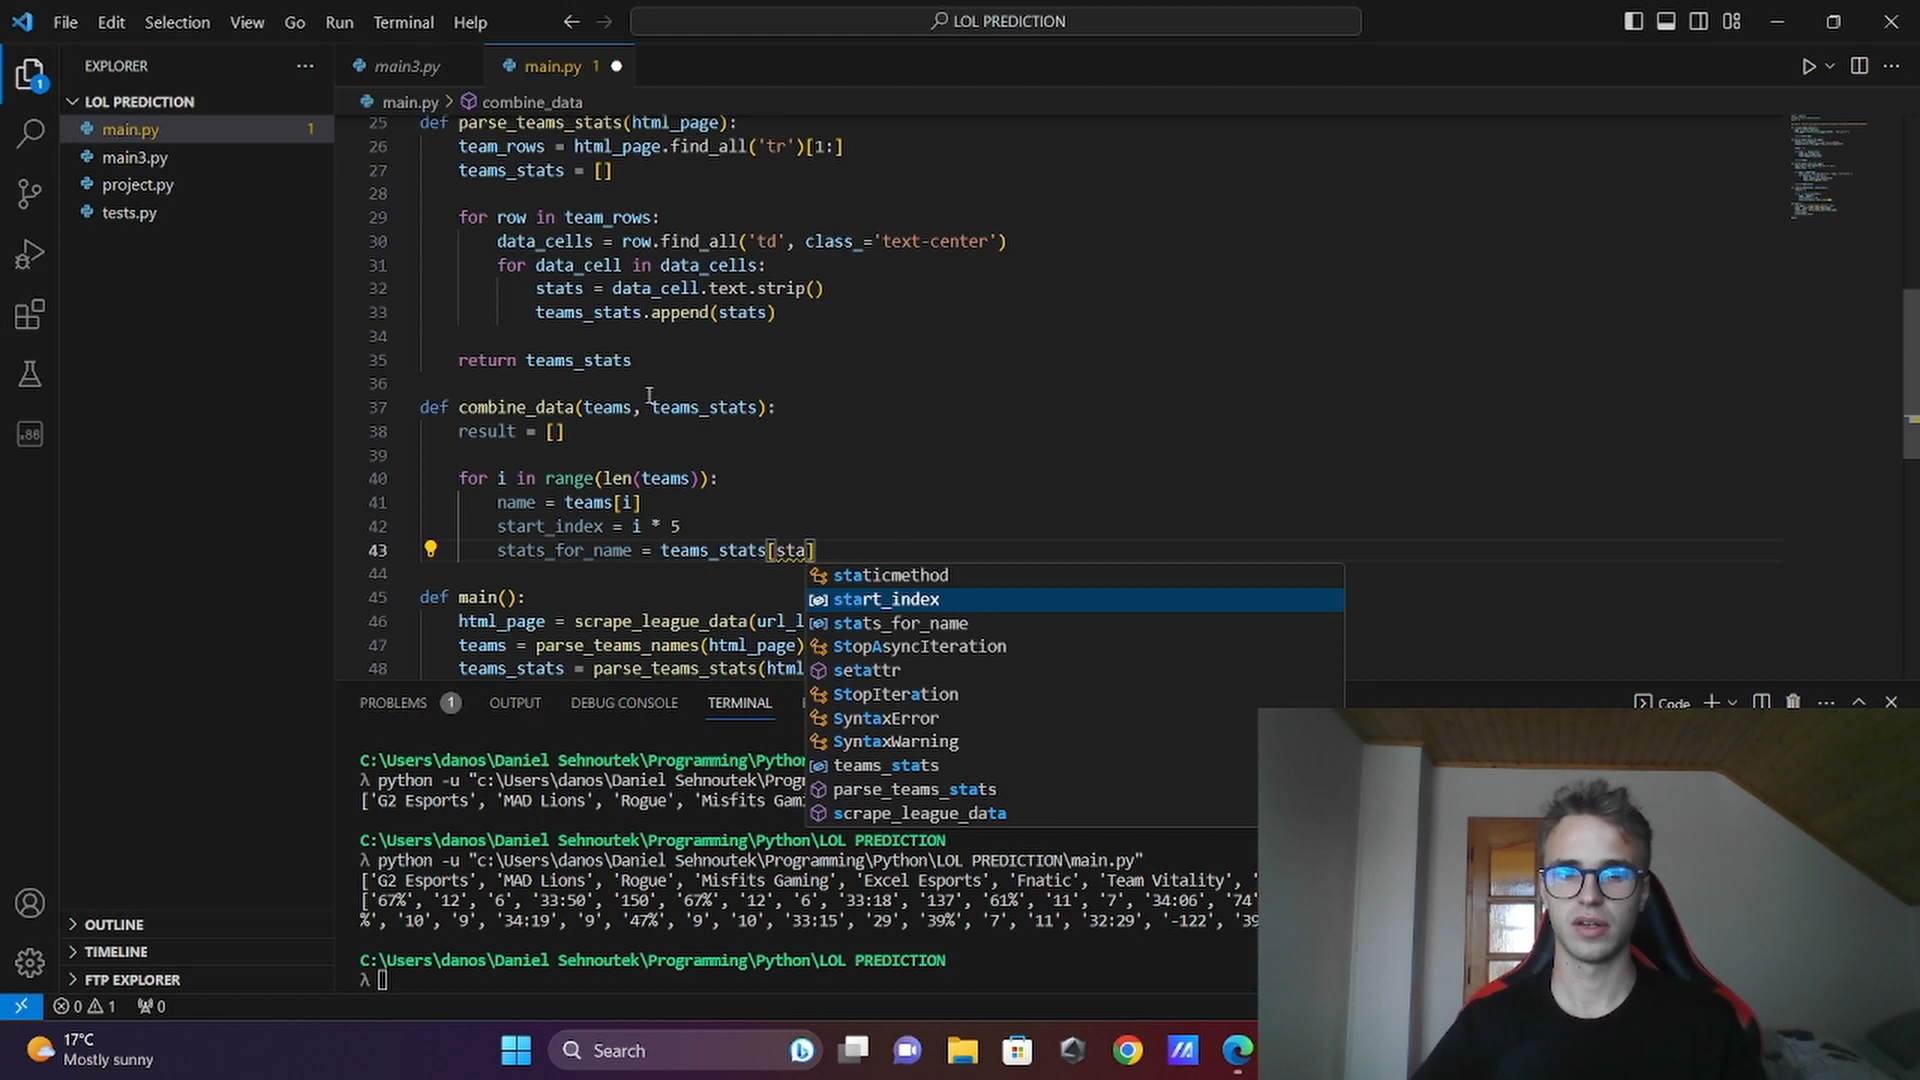 File Edit Selection View Go Run Terminal Help
LOL PREDICTION
EXPLORER
LOL PREDICTION
main.py 1
main3.py
project.py
tests.py
OUTLINE
TIMELINE
FTP EXPLORER
main3.py
main.py 1
main.py > combine_data
25 def parse_teams_stats(html_page):
26 team_rows = html_page.find_all('tr')[1:]
27 teams_stats = []
28
29 for row in team_rows:
30 data_cells = row.find_all('td', class_='text-center')
31 for data_cell in data_cells:
32 stats = data_cell.text.strip()
33 teams_stats.append(stats)
34
35 return teams_stats
36
37 def combine_data(teams, teams_stats):
38 result = []
39
40 for i in range(len(teams)):
41 name = teams[i]
42 start_index = i * 5
43 stats_for_name = teams_stats[sta]
44
45 def main():
46 html_page = scrape_league_data(url_l
47 teams = parse_teams_names(html_page)
48 teams_stats = parse_teams_stats(html
staticmethod
start_index
stats_for_name
StopAsyncIteration
setattr
StopIteration
SyntaxError
SyntaxWarning
teams_stats
parse_teams_stats
scrape_league_data
PROBLEMS 1 OUTPUT DEBUG CONSOLE TERMINAL
Code
C:\Users\danos\Daniel Sehnoutek\Programming\Python
λ python -u "c:\Users\danos\Daniel Sehnoutek\Prog
['G2 Esports', 'MAD Lions', 'Rogue', 'Misfits Gam
C:\Users\danos\Daniel Sehnoutek\Programming\Python\LOL PREDICTION
λ python -u "c:\Users\danos\Daniel Sehnoutek\Programming\Python\LOL PREDICTION\main.py"
['G2 Esports', 'MAD Lions', 'Rogue', 'Misfits Gaming', 'Excel Esports', 'Fnatic', 'Team Vitality', '
['67%', '12', '6', '33:50', '150', '67%', '12', '6', '33:18', '137', '61%', '11', '7', '34:06', '74'
%', '10', '9', '34:19', '9', '47%', '9', '10', '33:15', '29', '39%', '7', '11', '32:29', '-122', '39
C:\Users\danos\Daniel Sehnoutek\Programming\Python\LOL PREDICTION
λ
0 1 0
17°C
Mostly sunny
Search